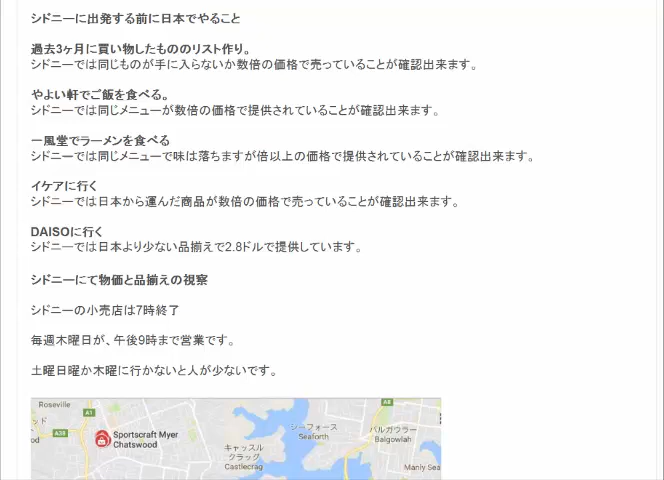 シドニーに出発する前に日本でやること
過去3ヶ月に買い物したもののリスト作り。
シドニーでは同じものが手に入らないか数倍の価格で売っていることが確認出来ます。
やよい軒でご飯を食べる。
シドニーでは同じメニューが数倍の価格で提供されていることが確認出来ます。
一風堂でラーメンを食べる
シドニーでは同じメニューで味は落ちますが倍以上の価格で提供されていることが確認出来ます。
イケアに行く
シドニーでは日本から運んだ商品が数倍の価格で売っていることが確認出来ます。
DAISOに行く
シドニーでは日本より少ない品揃えで2.8ドルで提供しています。
シドニーにて物価と品揃えの視察
シドニーの小売店は7時終了
毎週木曜日が、午後9時まで営業です。
土曜日曜か木曜に行かないと人が少ないです。
Roseville
A1
A8
ッド
od
A38
Sportscraft Myer
Chatswood
シーフォース
Seaforth
バルガウラー
Balgowlah
キャッスル
クラッグ
Castlecrag
Manly Sea